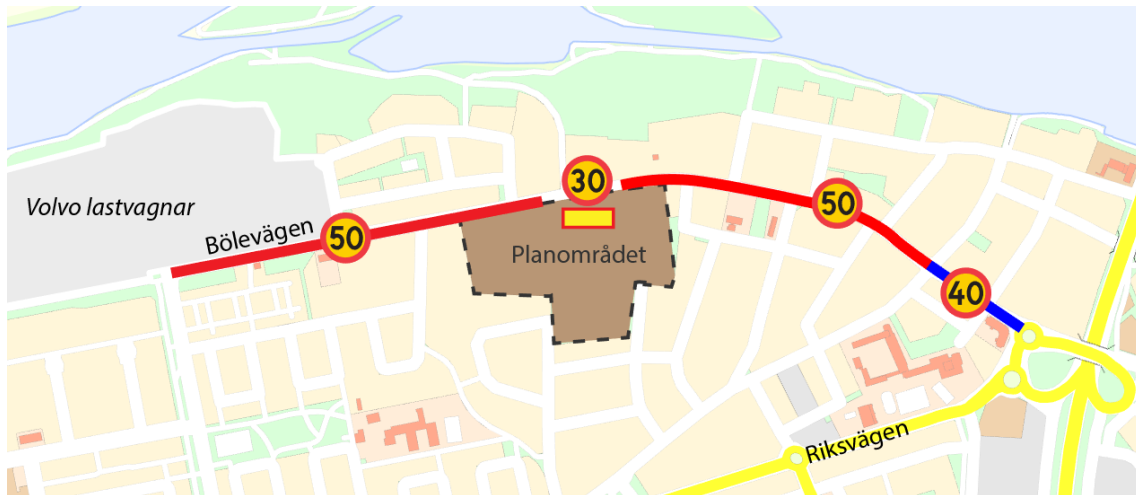 30
50
Volvo lastvagnar
Bölevägen
50
Planområdet
40
Riksvägen